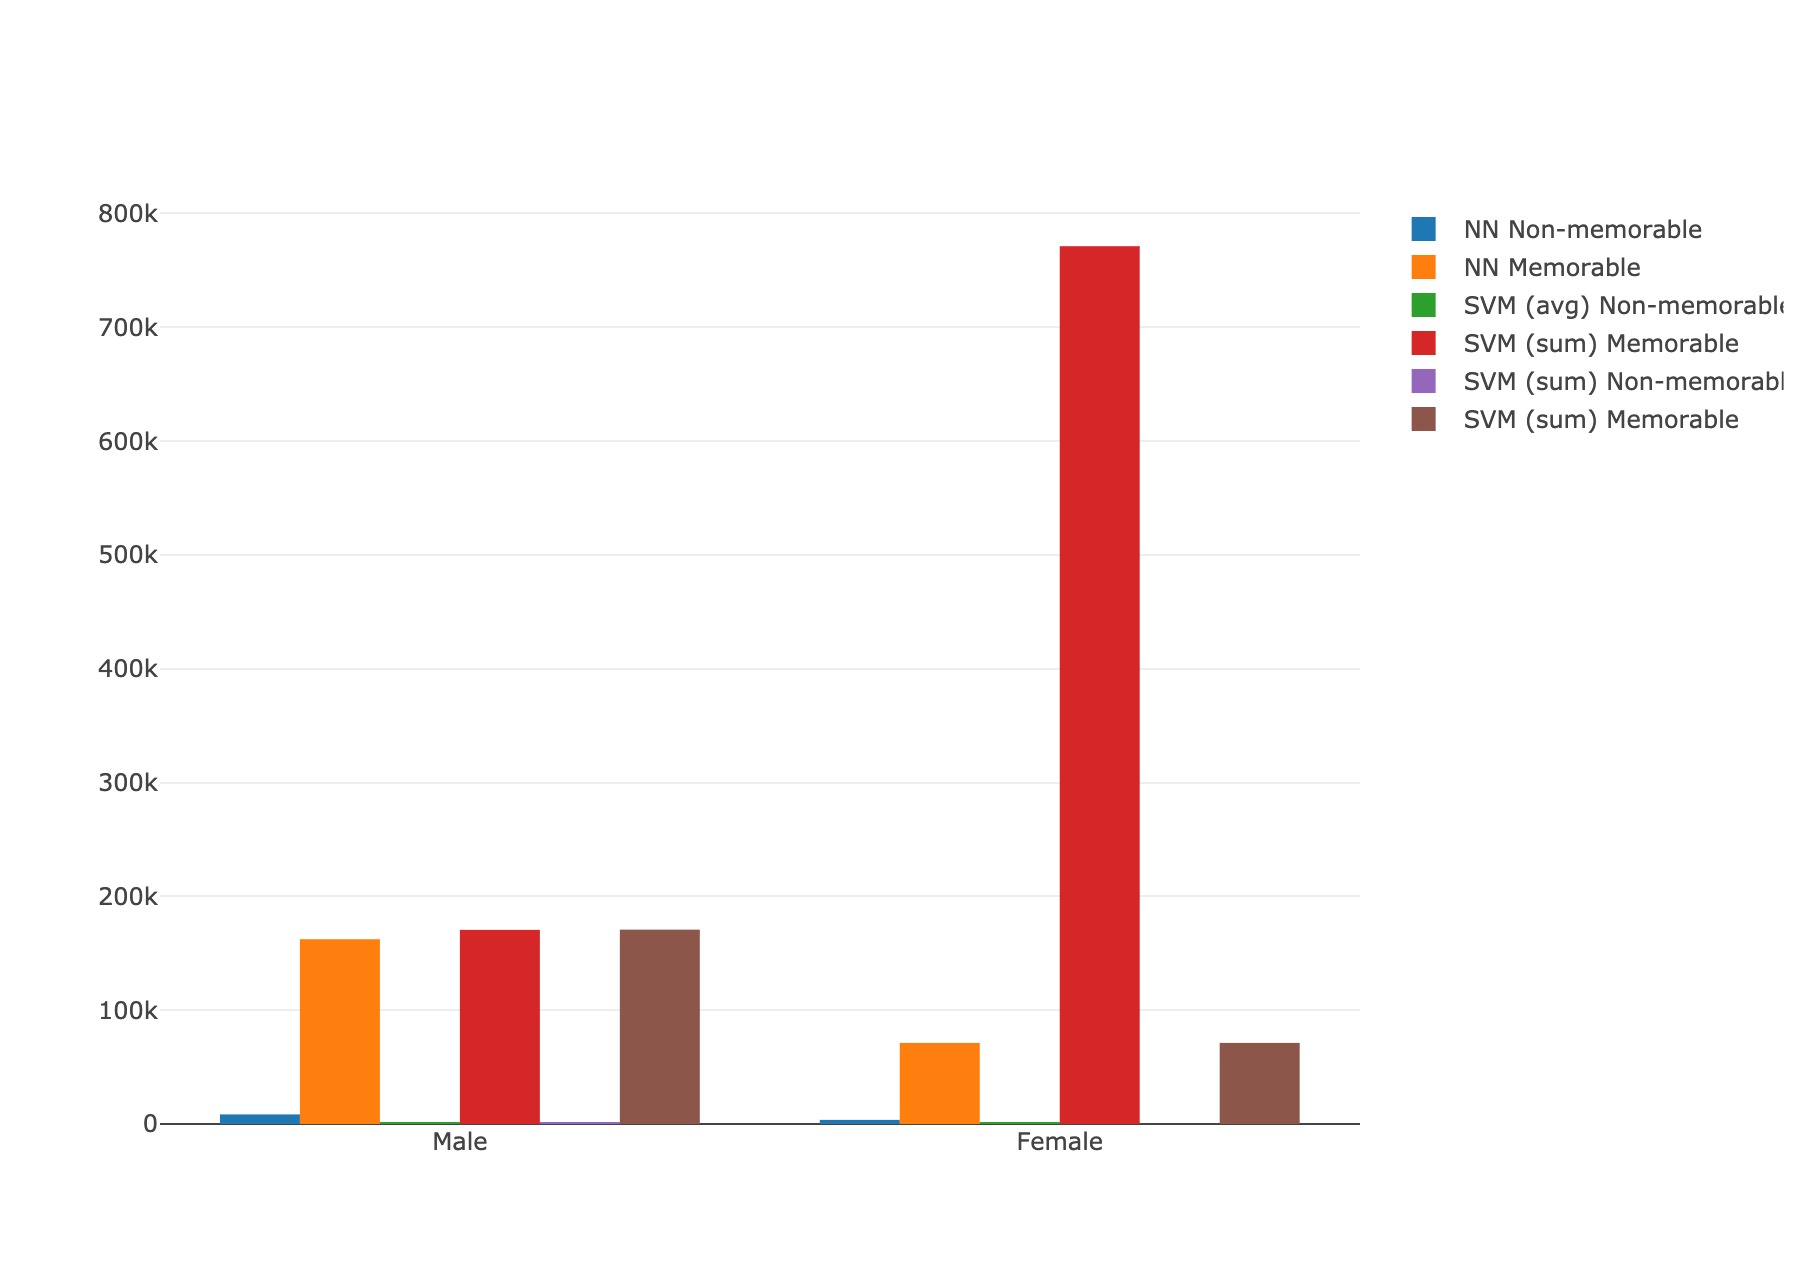 800k
700k
600k
500k
400k
300k
200k
100k
0
Male
Female
NN Non-memorable
NN Memorable
SVM (avg) Non-memorable
SVM (sum) Memorable
SVM (sum) Non-memorabl
SVM (sum) Memorable